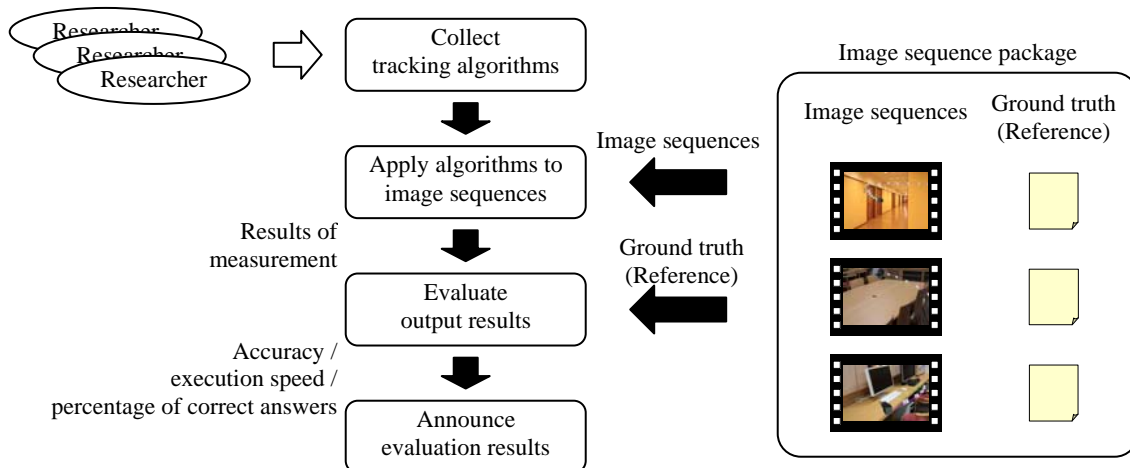 Researcher
Researcher
Researcher
Collect
tracking algorithms
Apply algorithms to
image sequences
Results of
measurement
Evaluate
output results
Accuracy /
execution speed /
percentage of correct answers
Announce
evaluation results
Image sequences
Ground truth
(Reference)
Image sequence package
Image sequences
Ground truth
(Reference)